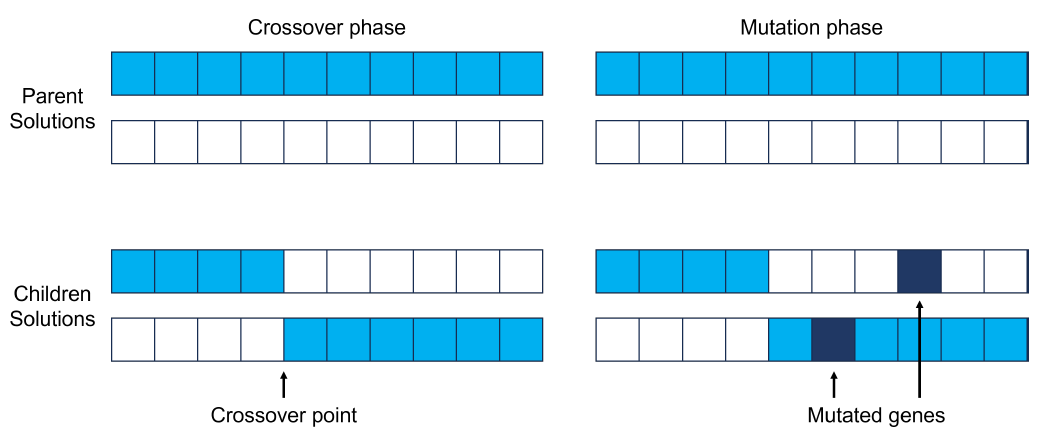 Crossover phase
Mutation phase
Parent
Solutions
Children
Solutions
Crossover point
Mutated genes